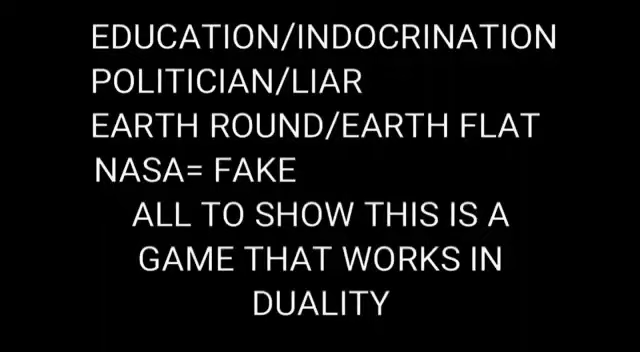 EDUCATION/INDOCRINATION
POLITICIAN/LIAR
EARTH ROUND/EARTH FLAT
NASA= FAKE
ALL TO SHOW THIS IS A
GAME THAT WORKS IN
DUALITY